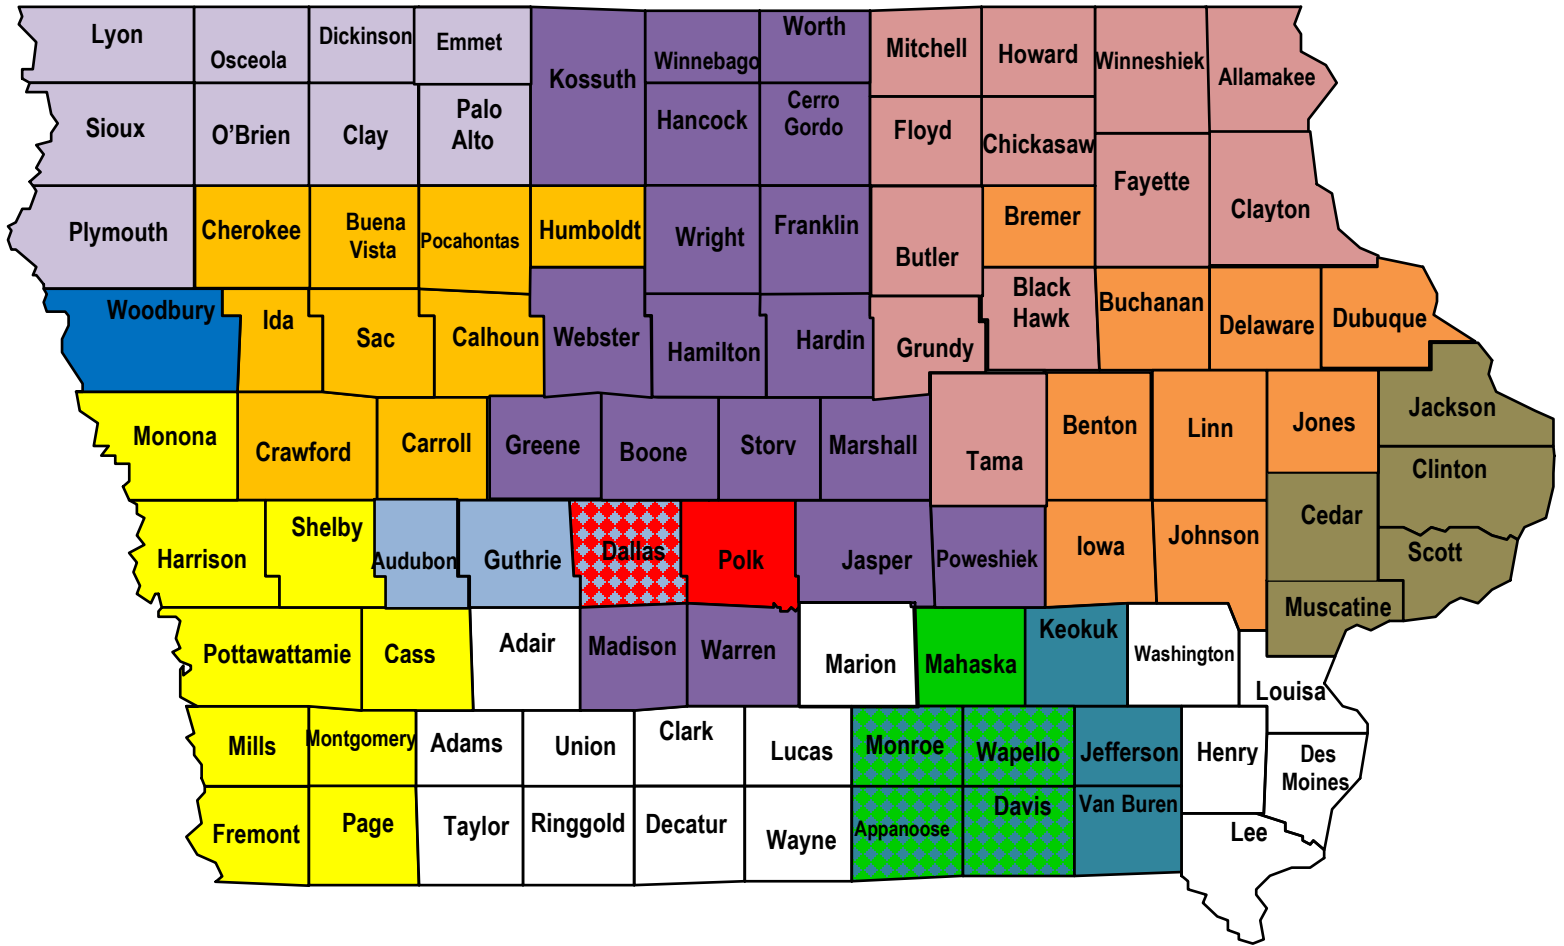 Lyon
Osceola
Dickinson
Emmet
Kossuth
Winnebago
Worth
Mitchell
Howard
Winneshiek
Allamakee
Sioux
O’Brien
Clay
Palo
Alto
Hancock
Cerro
Gordo
Floyd
Chickasaw
Fayette
Clayton
Plymouth
Cherokee
Buena
Vista
Pocahontas
Humboldt
Wright
Franklin
Butler
Bremer
Woodbury
Ida
Sac
Calhoun
Webster
Hamilton
Hardin
Grundy
Black
Hawk
Buchanan
Delaware
Dubuque
Monona
Crawford
Carroll
Greene
Boone
Story
Marshall
Tama
Benton
Linn
Jones
Jackson
Clinton
Harrison
Shelby
Audubon
Guthrie
Dallas
Polk
Jasper
Poweshiek
Iowa
Johnson
Cedar
Scott
Muscatine
Pottawattamie
Cass
Adair
Madison
Warren
Marion
Mahaska
Keokuk
Washington
Louisa
Mills
Montgomery
Adams
Union
Clark
Lucas
Monroe
Wapello
Jefferson
Henry
Des
Moines
Fremont
Page
Taylor
Ringgold
Decatur
Wayne
Appanoose
Davis
Van Buren
Lee